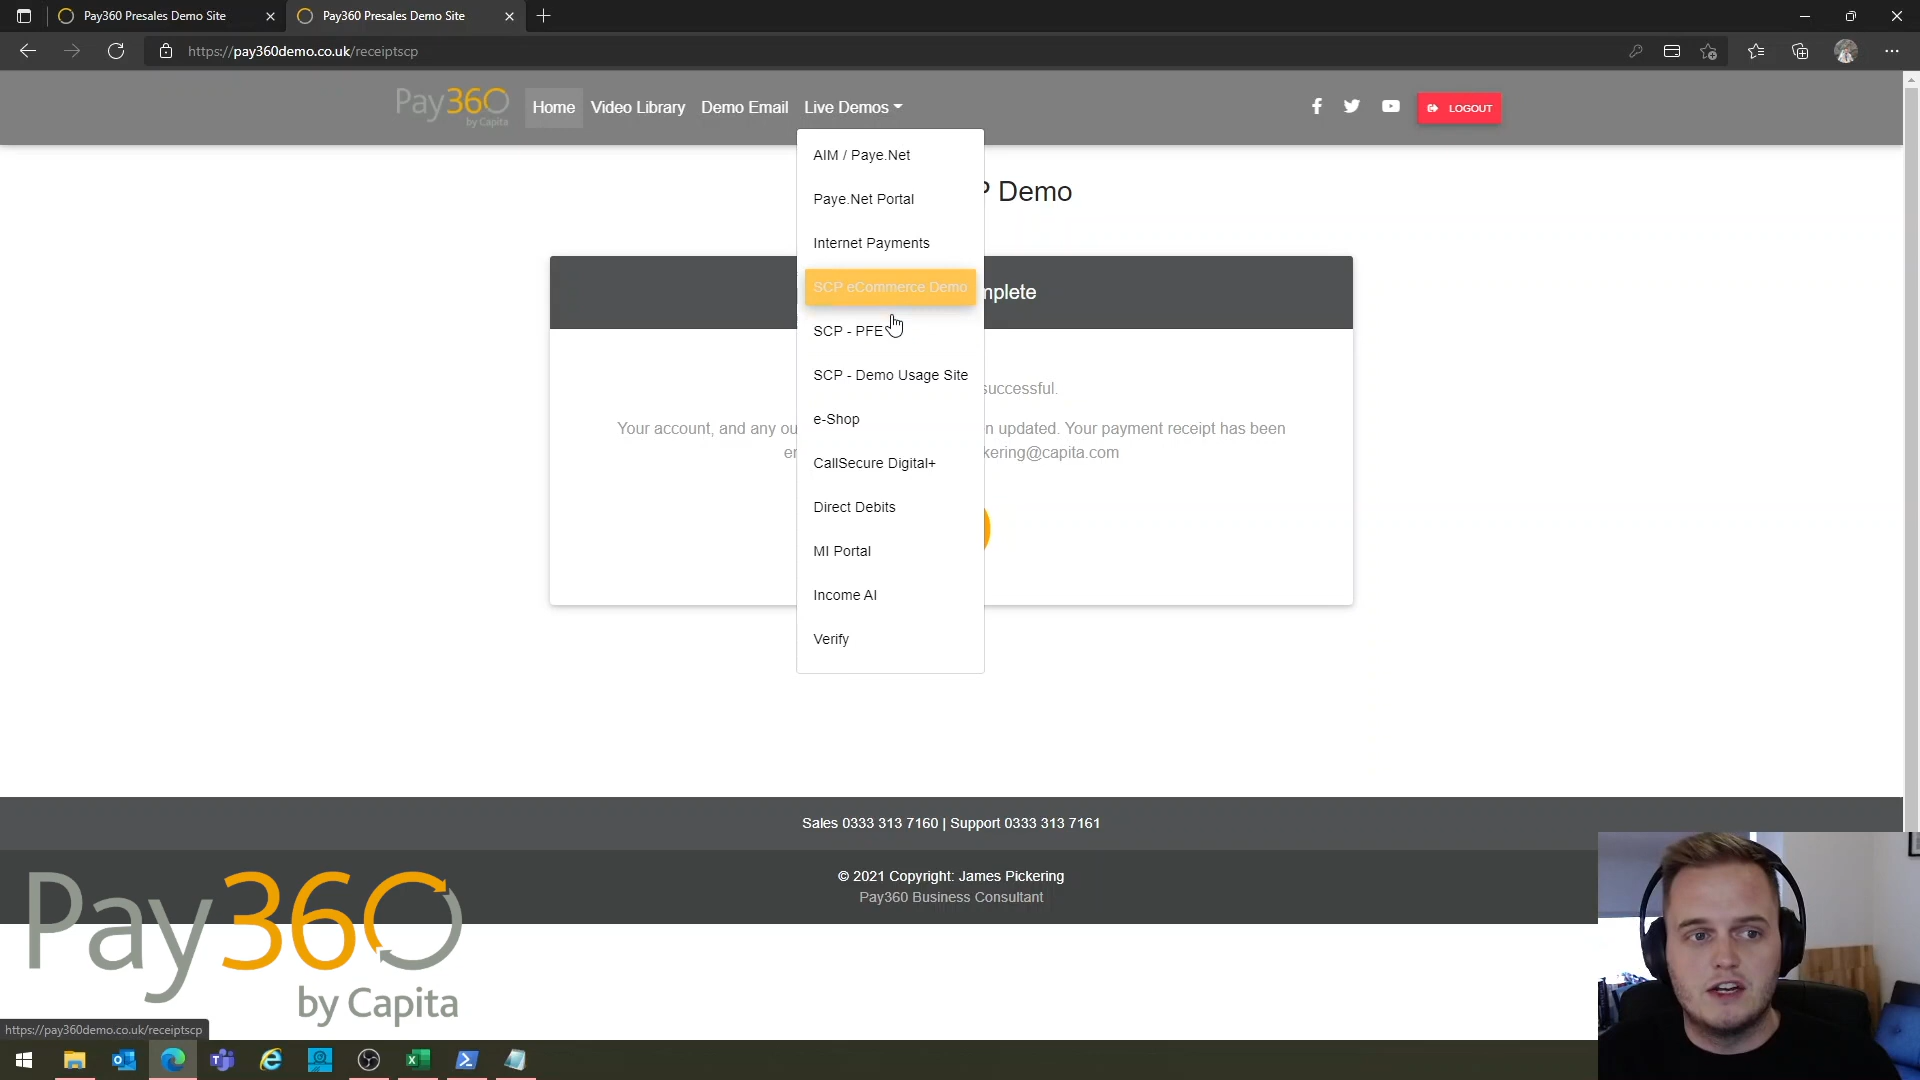 Pay360 Presales Demo Site
Pay360 Presales Demo Site
https://pay360demo.co.uk/receiptscp
Pay360
by Capita
Home
Video Library
Demo Email
Live Demos
LOGOUT
AIM / Paye.Net
Paye.Net Portal
Internet Payments
SCP eCommerce Demo
SCP - PFE
SCP - Demo Usage Site
e-Shop
CallSecure Digital+
Direct Debits
MI Portal
Income AI
Verify
Demo
successful.
Your account, and any
updated. Your payment receipt has been
@capita.com
Sales 0333 313 7160 | Support 0333 313 7161
© 2021 Copyright: James Pickering
Pay360 Business Consultant
Pay360
by Capita
https://pay360demo.co.uk/receiptscp